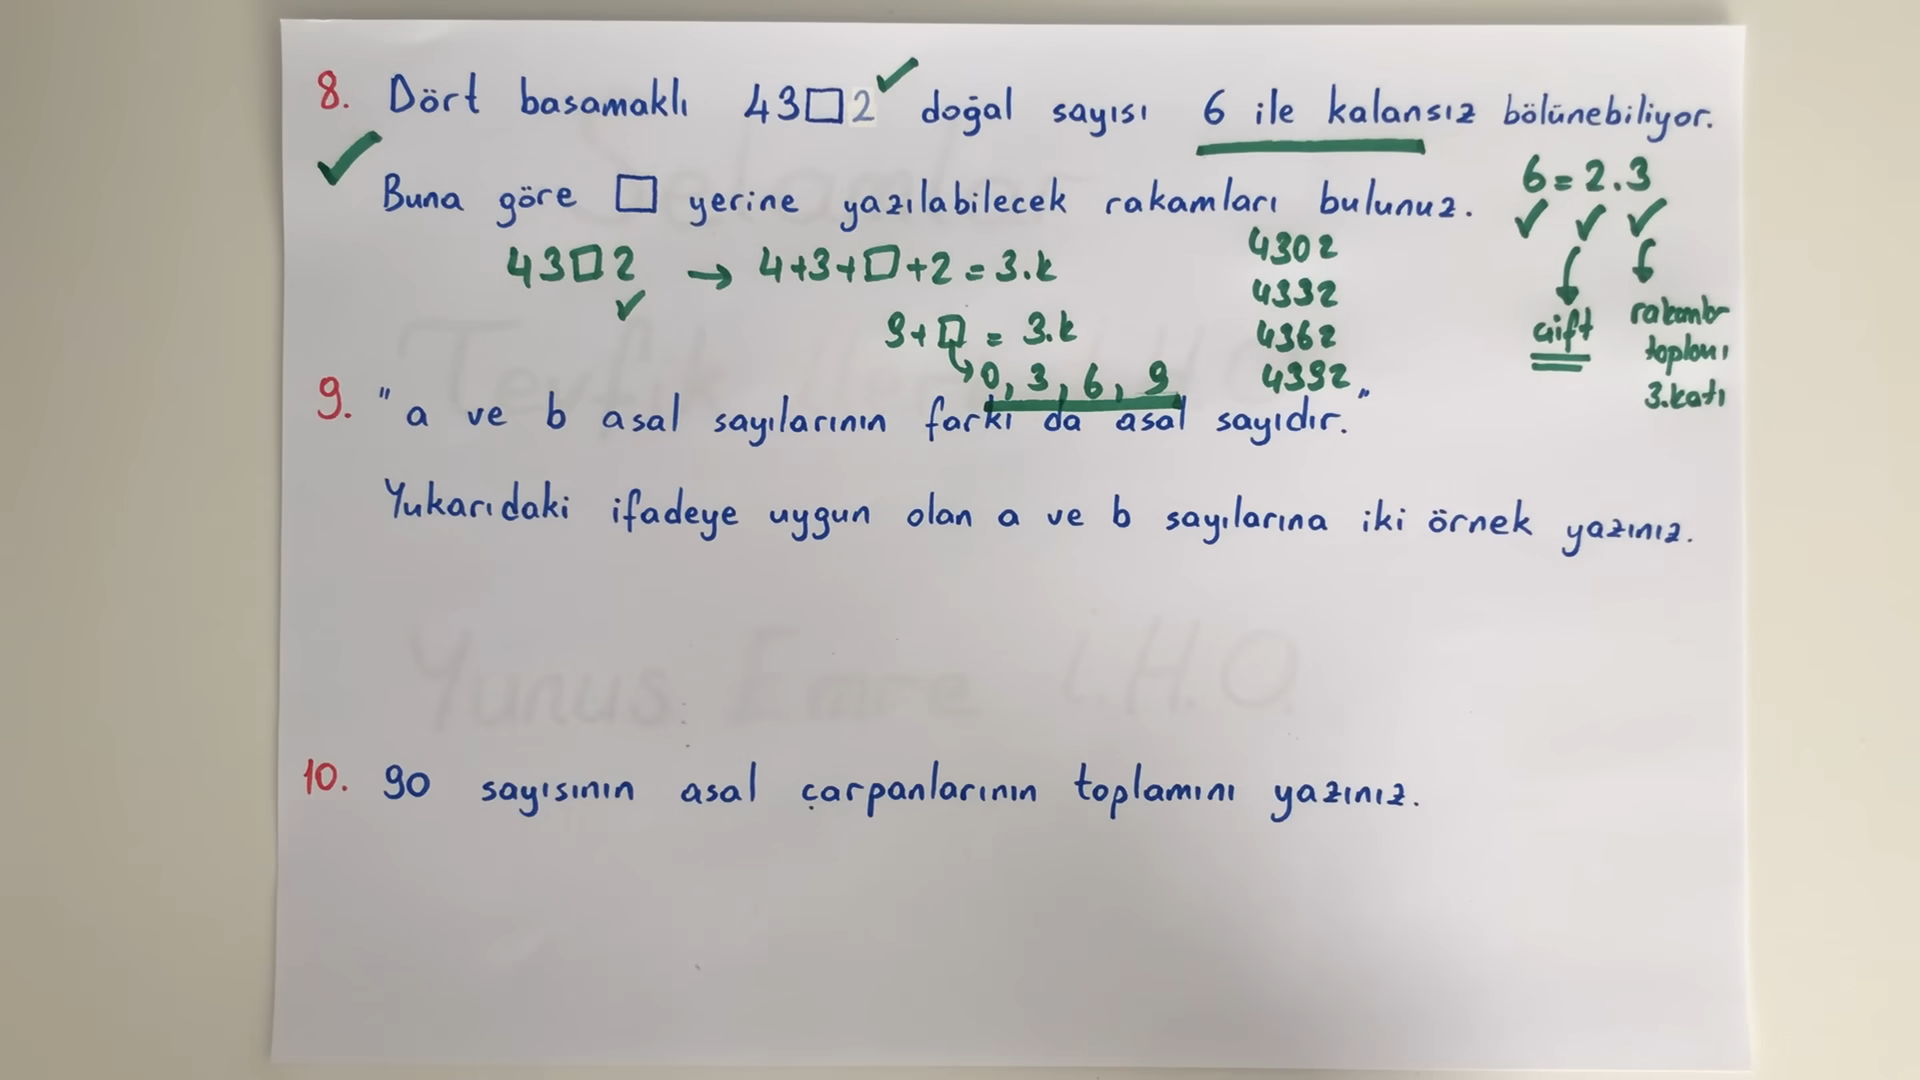 8. Dört basamaklı 43□2 doğal sayısı 6 ile kalansız bölünebiliyor.
Buna göre □ yerine yazılabilecek rakamları bulunuz.
6=2.3
çift
rakamlr
toplamı
3.katı
43□2 → 4+3+□+2=3.k
9+□ = 3.k
0, 3, 6, 9
4302
4332
4362
4392
9. "a ve b asal sayılarının farkı da asal sayıdır."
Yukarıdaki ifadeye uygun olan a ve b sayılarına iki örnek yazınız.
Yunus Emre İ.H.O.
10. 90 sayısının asal çarpanlarının toplamını yazınız.